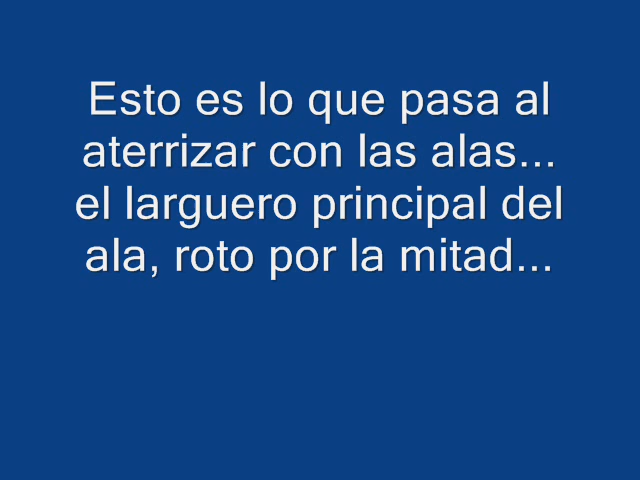 Esto es lo que pasa al
aterrizar con las alas...
el larguero principal del
ala, roto por la mitad...